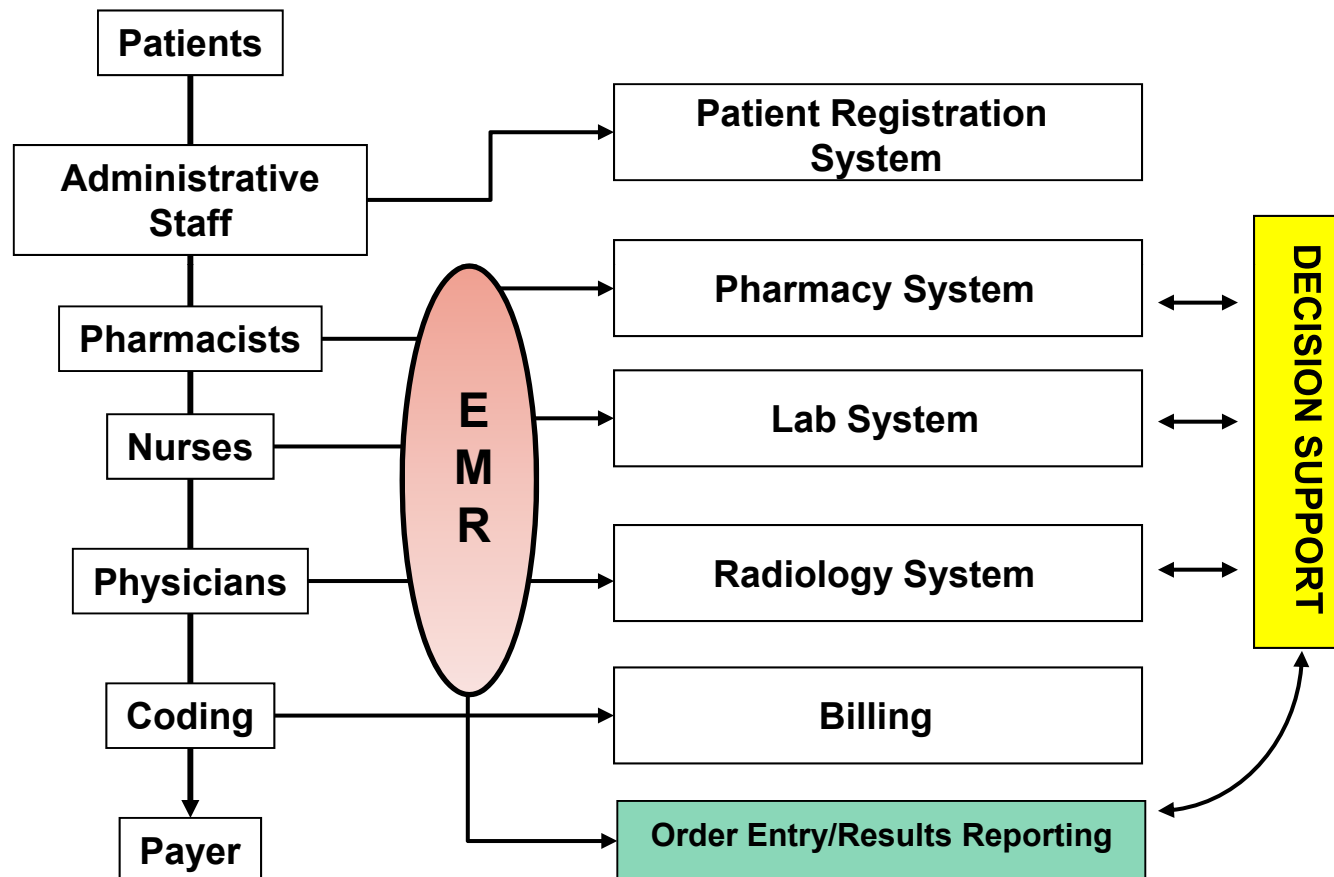 Patients
Patient Registration
System
Administrative
Staff
Pharmacy System
Pharmacists
E
M
R
Lab System
Nurses
Radiology System
Physicians
DECISION SUPPORT
Coding
Billing
Order Entry/Results Reporting
Payer